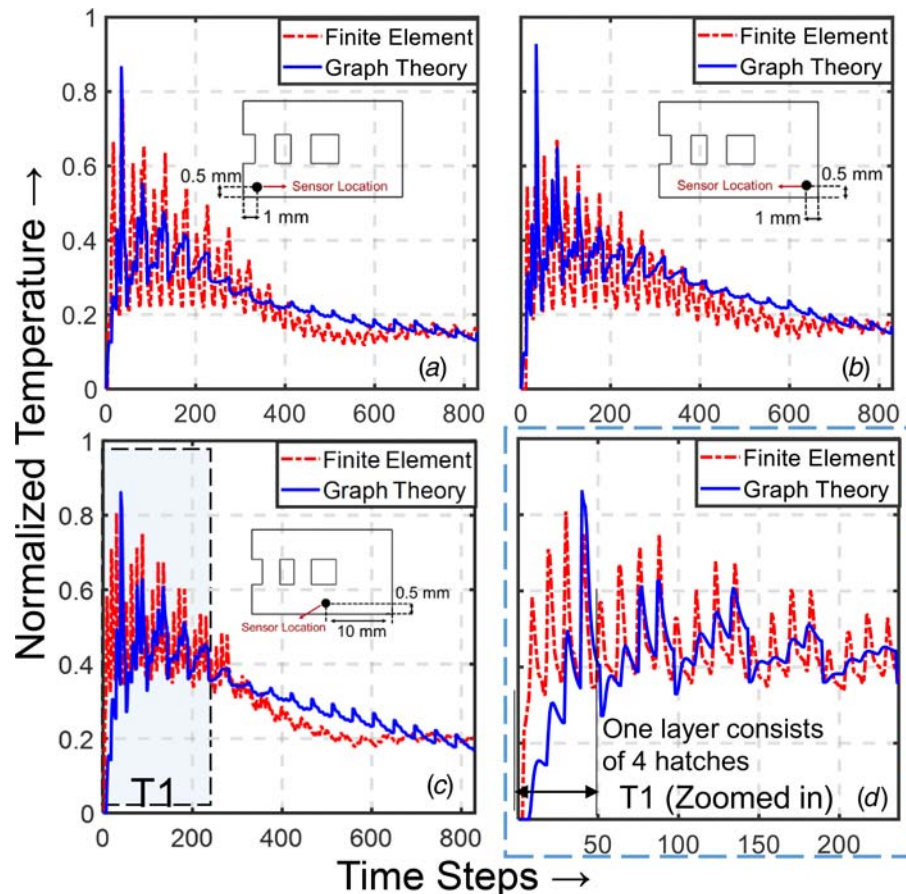 Normalized Temperature →
1
0.8
0.6
0.4
0.2
0
Finite Element
Graph Theory
0.5 mm
Sensor Location
1 mm
(a)
0 200 400 600 800
Finite Element
Graph Theory
0.5 mm
Sensor Location
1 mm
(b)
0 200 400 600 800
1
0.8
0.6
0.4
0.2
0
Finite Element
Graph Theory
0.5 mm
Sensor Location
10 mm
T1
(c)
0 100 200 300 400 500 600 700 800
Finite Element
Graph Theory
One layer consists
of 4 hatches
T1 (Zoomed in)
(d)
50 100 150 200
Time Steps →